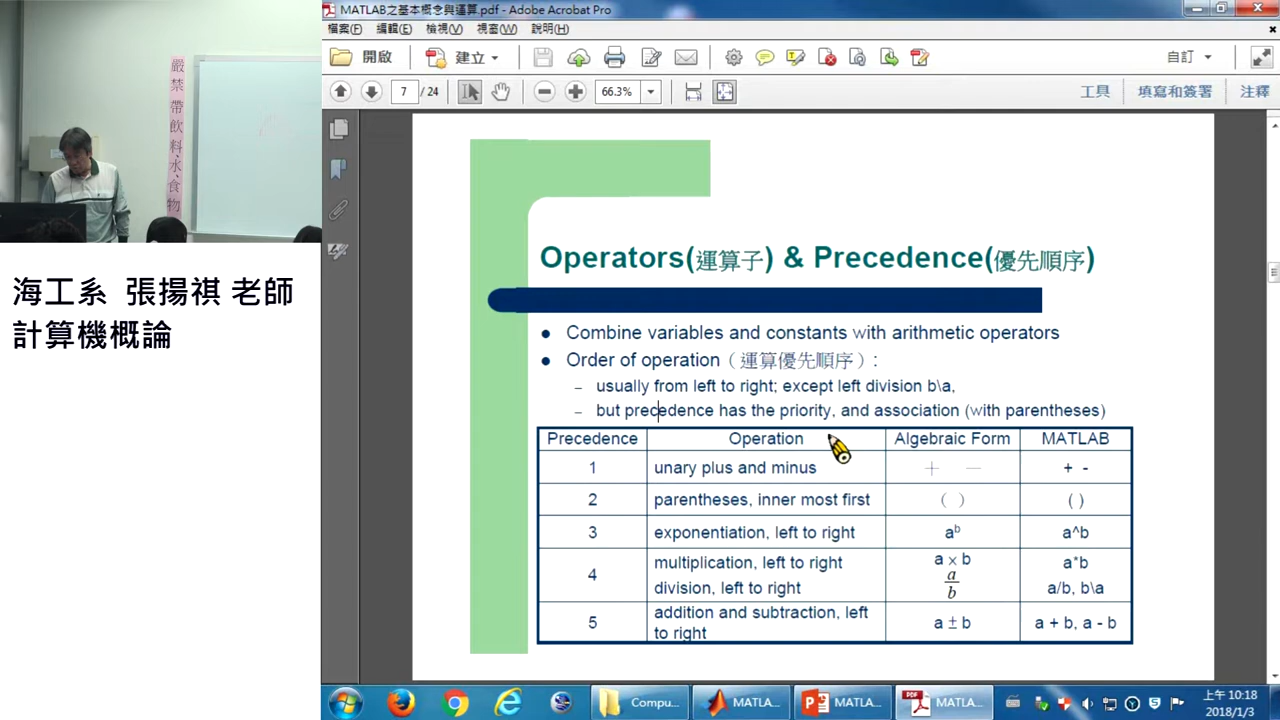 MATLAB之基本概念與運算.pdf - Adobe Acrobat Pro
檔案(F) 編輯(E) 檢視(V) 視窗(W) 說明(H)
開啟 建立 自訂
7 / 24 66.3% 工具 填寫和簽署 注釋
嚴禁帶飲料、水、食物
海工系 張揚祺 老師
計算機概論
Operators(運算子) & Precedence(優先順序)
● Combine variables and constants with arithmetic operators
● Order of operation（運算優先順序）:
– usually from left to right; except left division b\a,
– but precedence has the priority, and association (with parentheses)
Precedence Operation Algebraic Form MATLAB
1 unary plus and minus + − + -
2 parentheses, inner most first ( ) ( )
3 exponentiation, left to right aᵇ a^b
4 multiplication, left to right a × b a*b
division, left to right a/b a/b, b\a
5 addition and subtraction, left to right a ± b a + b, a - b
Compu... MATLA... MATLA... MATLA...
上午 10:18
2018/1/3